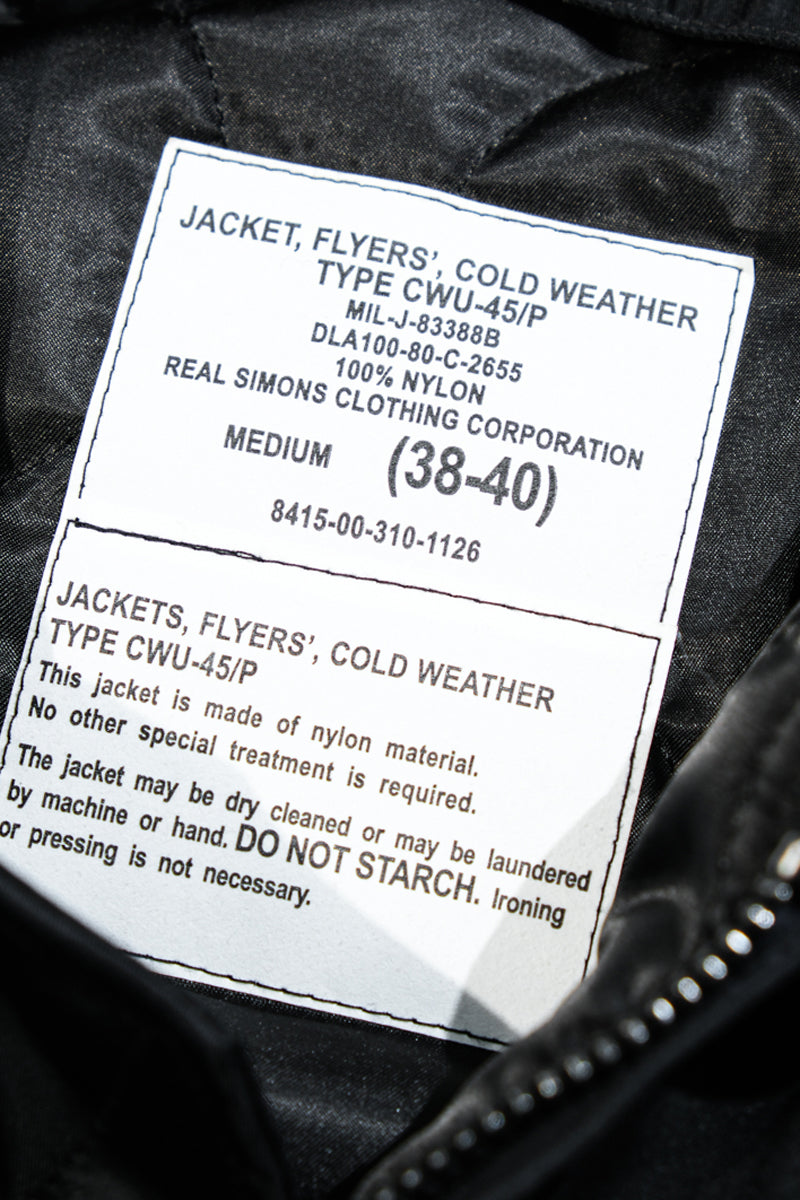 JACKET, FLYERS', COLD WEATHER
TYPE CWU-45/P
MIL-J-83388B
DLA100-80-C-2655
100% NYLON
REAL SIMONS CLOTHING CORPORATION
MEDIUM (38-40)
8415-00-310-1126
JACKETS, FLYERS', COLD WEATHER
TYPE CWU-45/P
This jacket is made of nylon material.
No other special treatment is required.
The jacket may be dry cleaned or may be laundered
by machine or hand. DO NOT STARCH. Ironing
or pressing is not necessary.